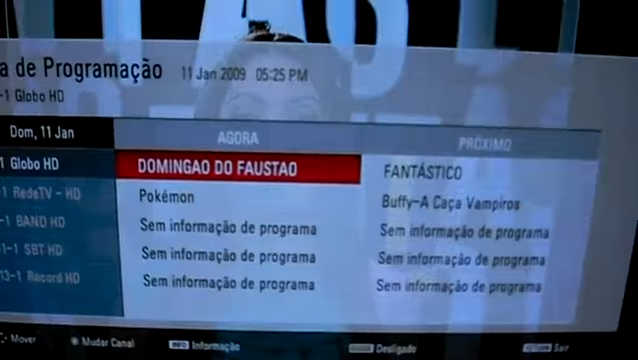 a de Programação 11 Jan 2009 05:25 PM
-1 Globo HD
Dom, 11 Jan AGORA PRÓXIMO
1 Globo HD DOMINGAO DO FAUSTAO FANTÁSTICO
-1 RedeTV - HD Pokémon Buffy-A Caça Vampiros
-1 BAND HD Sem informação de programa Sem informação de programa
1-1 SBT HD Sem informação de programa Sem informação de programa
13-1 Record HD Sem informação de programa Sem informação de programa
Mover Mudar Canal INFO Informação Desligado Sair